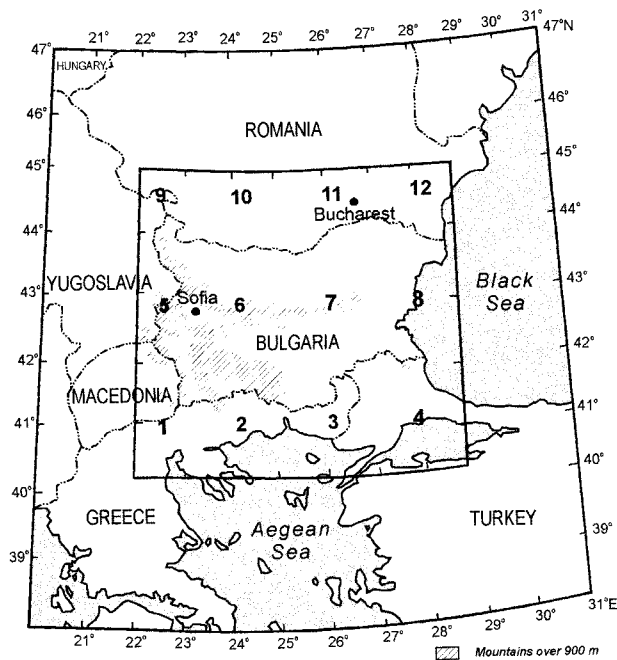 22° 23° 24° 25° 26° 27° 28° 29° 30° 31°
47° 47°N
HUNGARY
46° 46°
ROMANIA
45° 45°
9 10 11 12
Bucharest
44° 44°
YUGOSLAVIA
Black
Sea
43° 43°
5 Sofia 6 7 8
BULGARIA
42° 42°
MACEDONIA
41° 41°
1 2 3 4
40° 40°
GREECE
Aegean
Sea
TURKEY
39° 39°
21° 22° 23° 24° 25° 26° 27° 28° 29° 30° 31°E
Mountains over 900 m